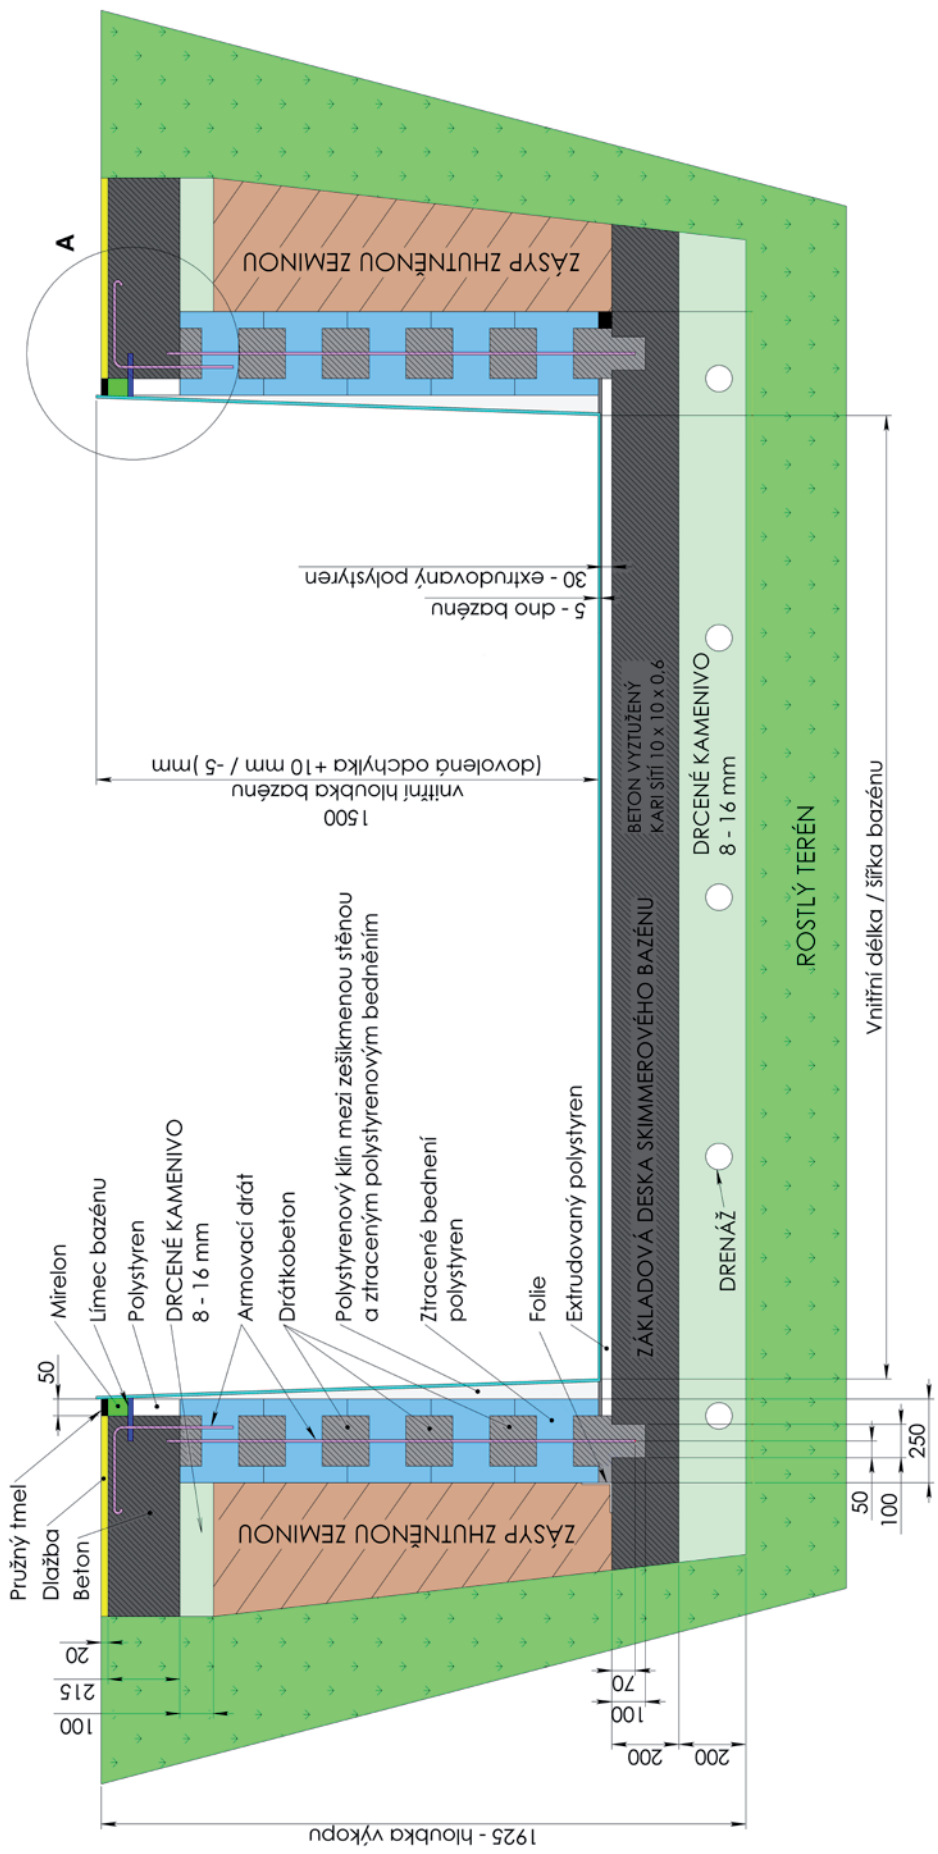 Pružný tmel
Dlažba
Beton
50
Mirelon
Límec bazénu
Polystyren
DRCENÉ KAMENIVO
8 - 16 mm
Armovací drát
Drátkobeton
Polystyrenový klín mezi zešikmenou stěnou
a ztraceným polystyrenovým bedněním
Ztracené bednení
polystyren
Folie
Extrudovaný polystyren
A
20
215
100
1925 - hloubka výkopu
ZÁSYP ZHUTNĚNOU ZEMINOU
ZÁSYP ZHUTNĚNOU ZEMINOU
1500
vnitřní hloubka bazénu
(dovolená odchylka +10 mm / -5 )mm
5 - dno bazénu
30 - extrudovaný polystyren
70
100
200
200
ZÁKLADOVÁ DESKA SKIMMEROVÉHO BAZÉNU
BETON VYZTUŽENÝ
KARI SÍTÍ 10 x 10 x 0,6
DRENÁŽ
DRCENÉ KAMENIVO
8 - 16 mm
ROSTLÝ TERÉN
50
100
250
Vnitřní délka / šířka bazénu